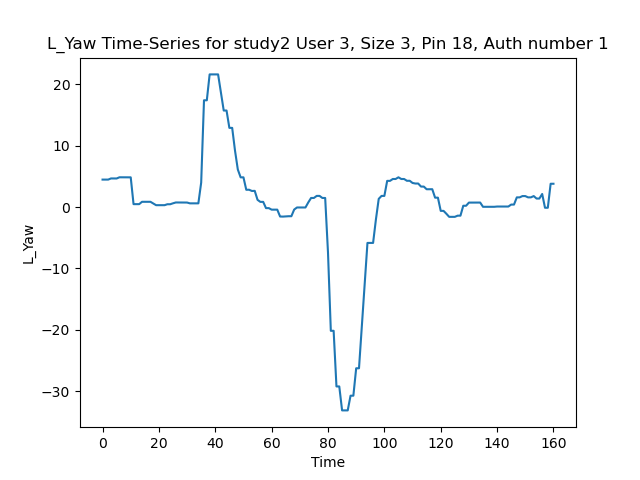 L_Yaw Time-Series for study2 User 3, Size 3, Pin 18, Auth number 1
20
10
0
−10
−20
−30
L_Yaw
0 20 40 60 80 100 120 140 160
Time